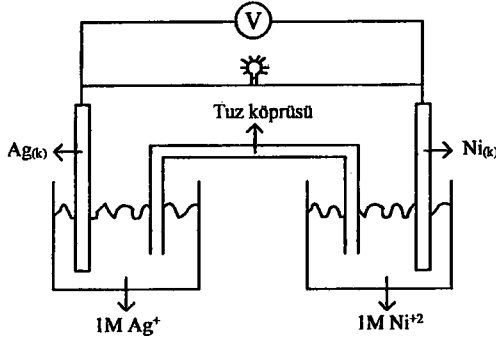 V
Tuz köprüsü
Ag(k)
Ni(k)
1M Ag⁺
1M Ni⁺²